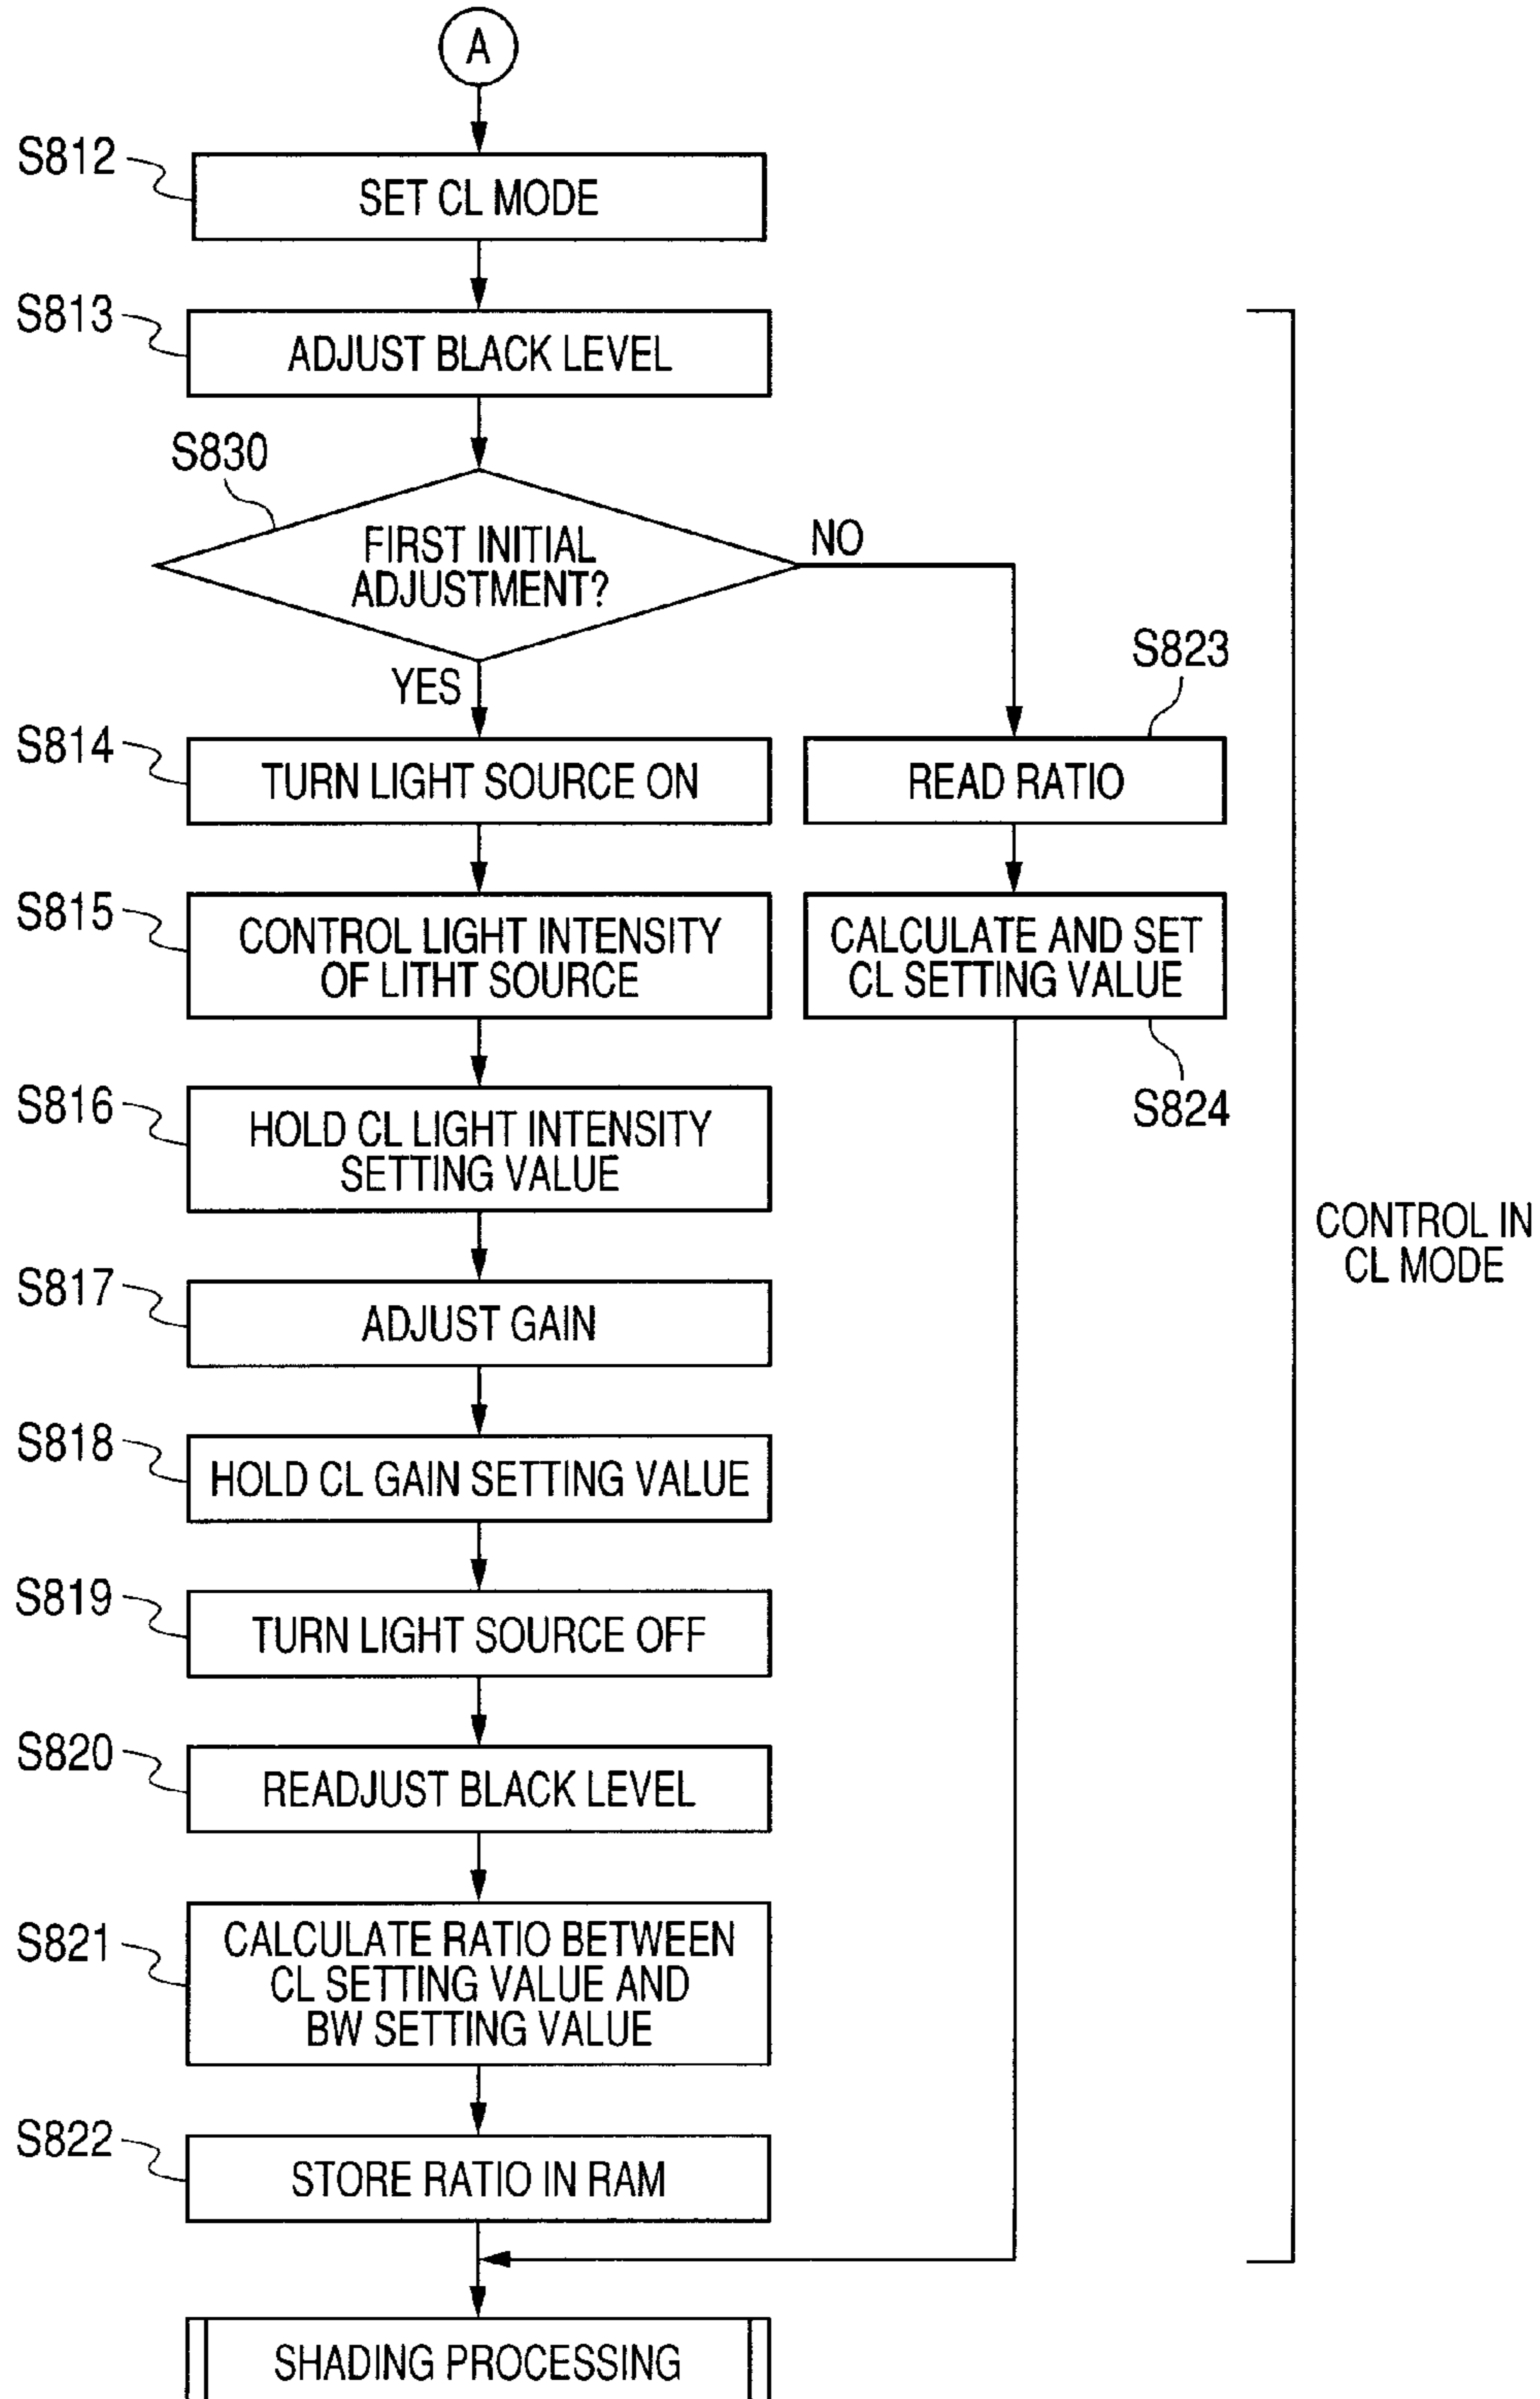 A
S812
SET CL MODE
S813
ADJUST BLACK LEVEL
S830
FIRST INITIAL
ADJUSTMENT?
NO
YES
S823
S814
TURN LIGHT SOURCE ON
READ RATIO
S815
CONTROL LIGHT INTENSITY
OF LITHT SOURCE
CALCULATE AND SET
CL SETTING VALUE
S824
S816
HOLD CL LIGHT INTENSITY
SETTING VALUE
CONTROL IN
CL MODE
S817
ADJUST GAIN
S818
HOLD CL GAIN SETTING VALUE
S819
TURN LIGHT SOURCE OFF
S820
READJUST BLACK LEVEL
S821
CALCULATE RATIO BETWEEN
CL SETTING VALUE AND
BW SETTING VALUE
S822
STORE RATIO IN RAM
SHADING PROCESSING